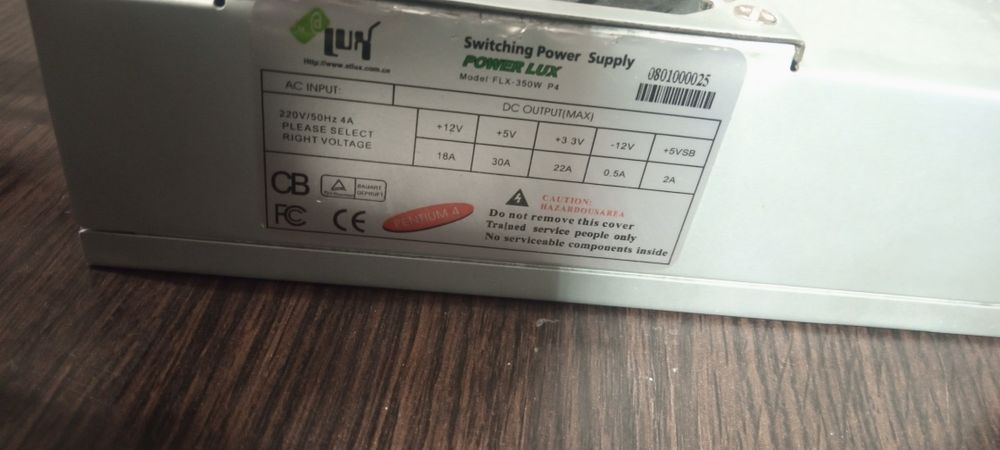 @LUX
Http://www.atlux.com.cn
Switching Power Supply
POWER LUX
Model FLX-350W P4
0801000025
AC INPUT:
DC OUTPUT(MAX)
220V/50Hz 4A
PLEASE SELECT
RIGHT VOLTAGE
+12V +5V +3.3V -12V +5VSB
18A 30A 22A 0.5A 2A
CB
BAUART
GEPRUFT
FC CE
PENTIUM 4
CAUTION:
HAZARDOUSAREA
Do not remove this cover
Trained service people only
No serviceable components inside